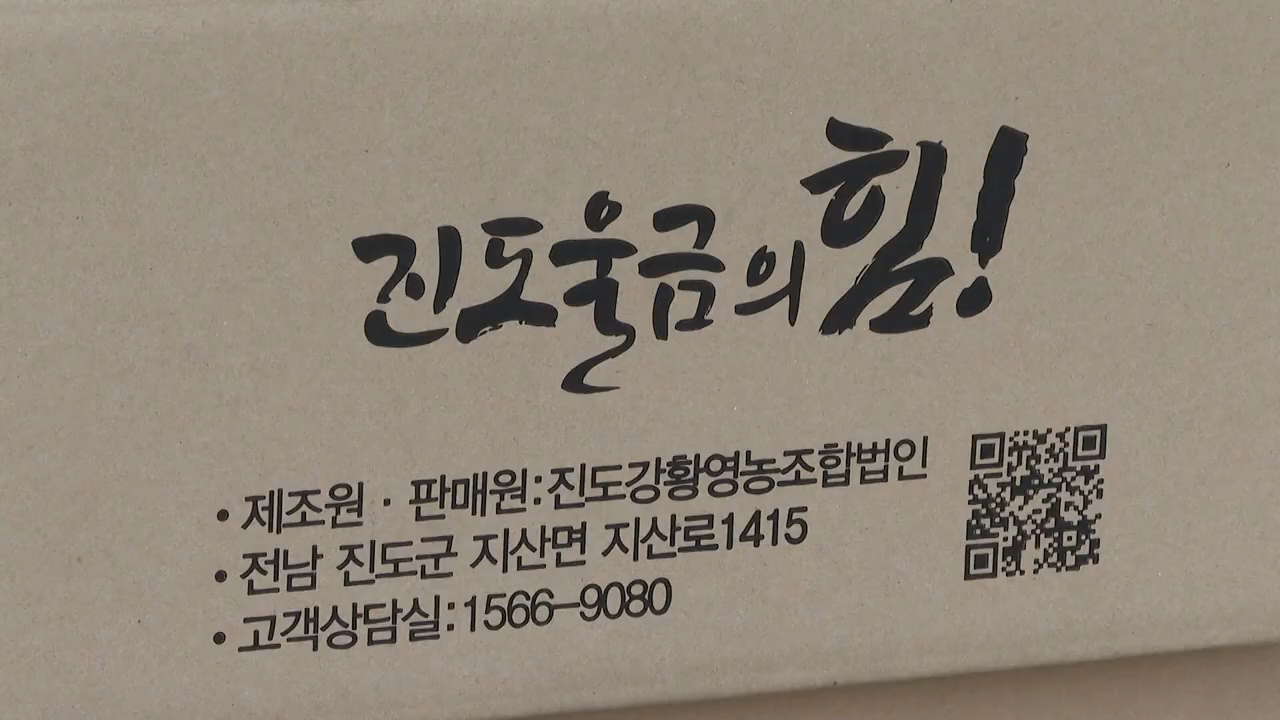 진도울금의 힘!
• 제조원 · 판매원:진도강황영농조합법인
• 전남 진도군 지산면 지산로1415
• 고객상담실:1566-9080